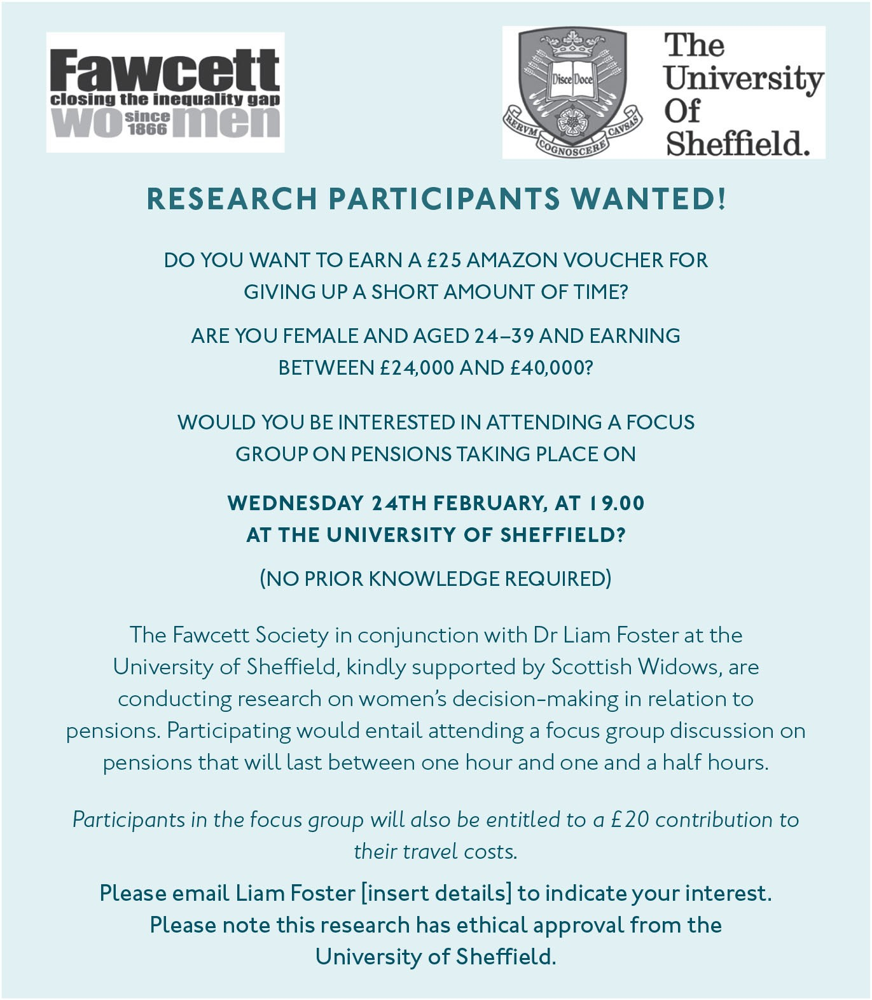 Fawcett
closing the inequality gap
women
since
1866
Disce Doce
RERVM COGNOSCERE CAVSAS
The
University
Of
Sheffield.
RESEARCH PARTICIPANTS WANTED!
DO YOU WANT TO EARN A £25 AMAZON VOUCHER FOR
GIVING UP A SHORT AMOUNT OF TIME?
ARE YOU FEMALE AND AGED 24–39 AND EARNING
BETWEEN £24,000 AND £40,000?
WOULD YOU BE INTERESTED IN ATTENDING A FOCUS
GROUP ON PENSIONS TAKING PLACE ON
WEDNESDAY 24TH FEBRUARY, AT 19.00
AT THE UNIVERSITY OF SHEFFIELD?
(NO PRIOR KNOWLEDGE REQUIRED)
The Fawcett Society in conjunction with Dr Liam Foster at the
University of Sheffield, kindly supported by Scottish Widows, are
conducting research on women’s decision-making in relation to
pensions. Participating would entail attending a focus group discussion on
pensions that will last between one hour and one and a half hours.
Participants in the focus group will also be entitled to a £20 contribution to
their travel costs.
Please email Liam Foster [insert details] to indicate your interest.
Please note this research has ethical approval from the
University of Sheffield.